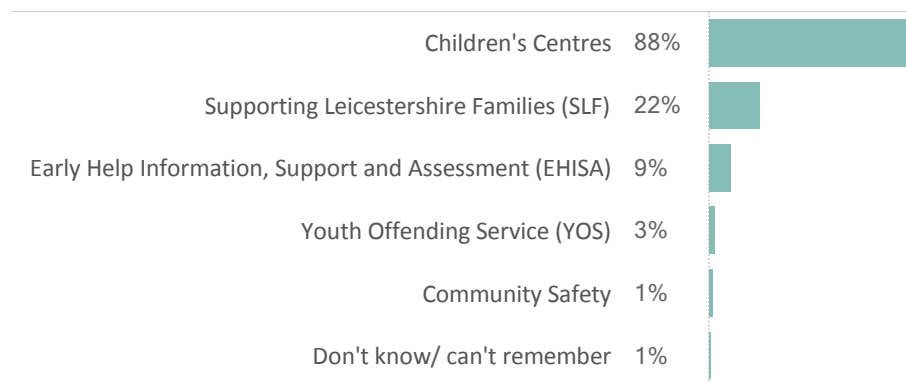 Children's Centres 88%
Supporting Leicestershire Families (SLF) 22%
Early Help Information, Support and Assessment (EHISA) 9%
Youth Offending Service (YOS) 3%
Community Safety 1%
Don't know/ can't remember 1%